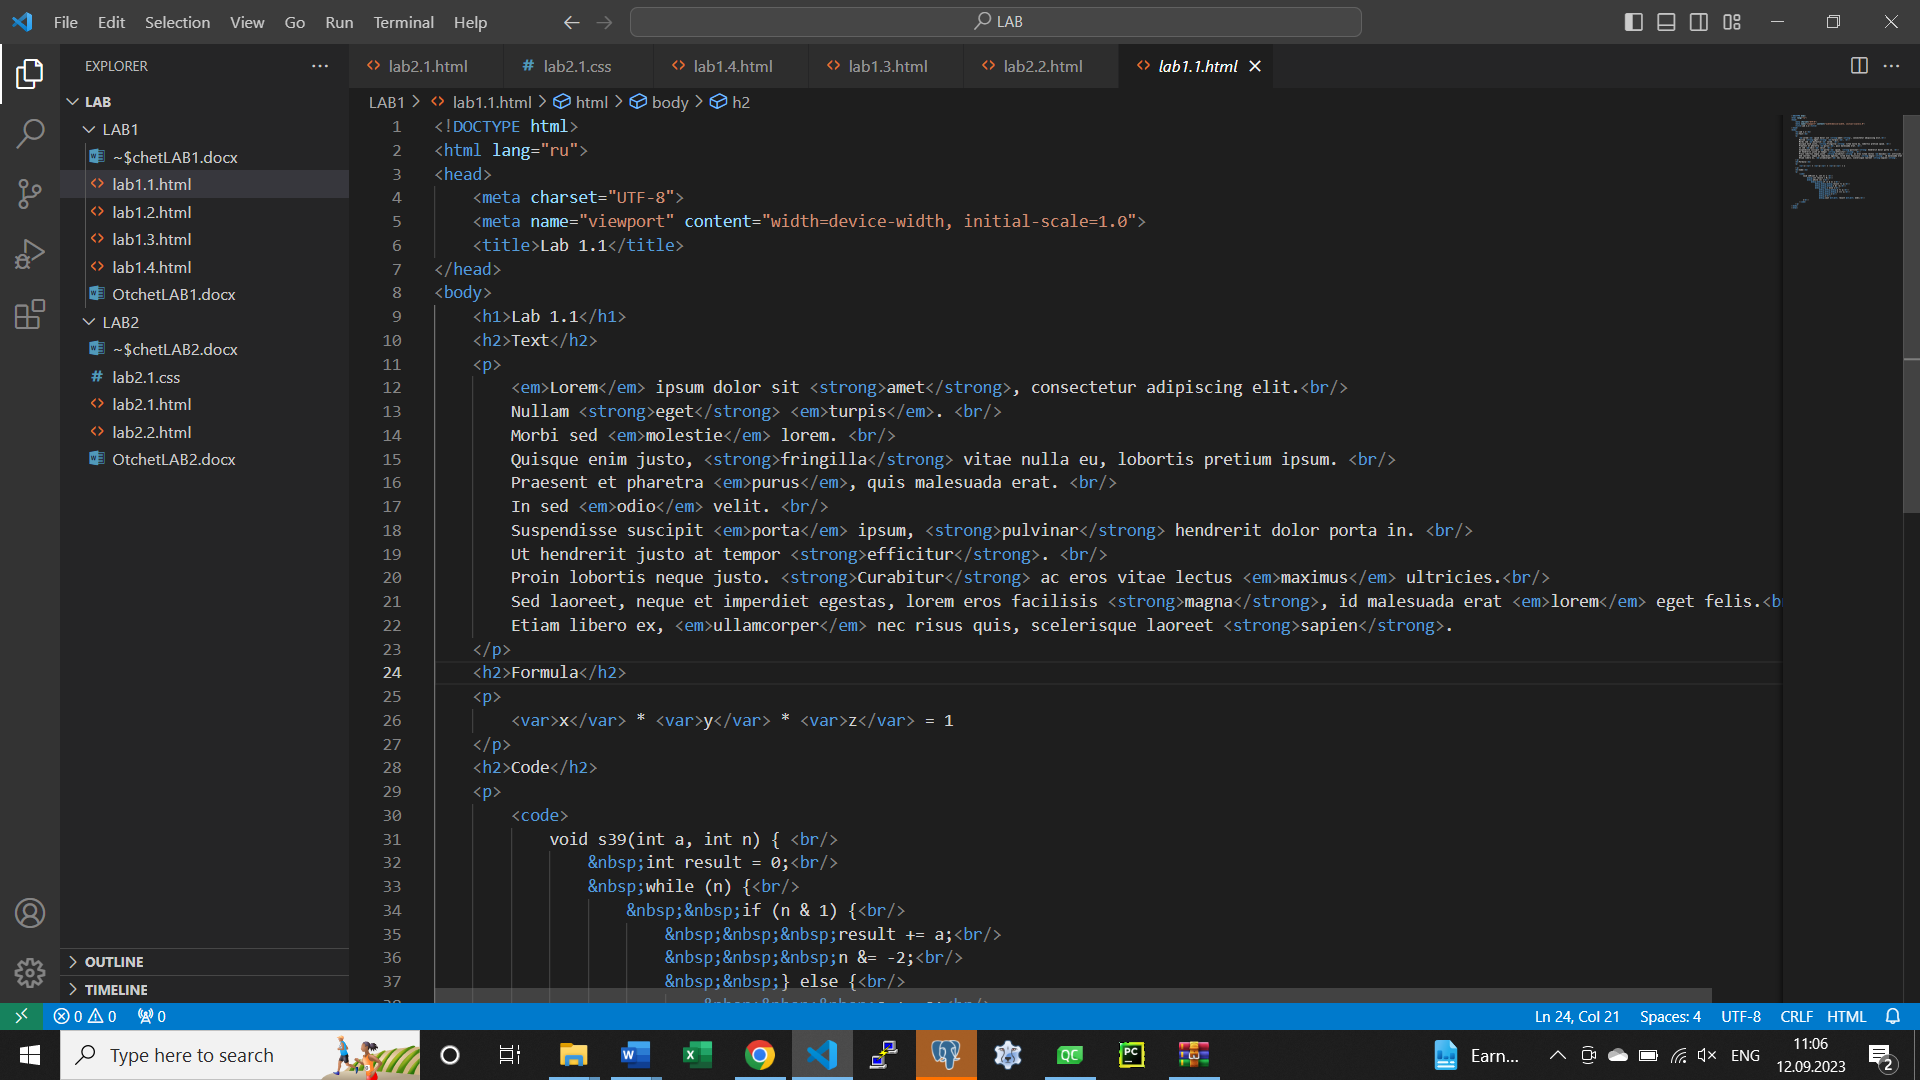 File Edit Selection View Go Run Terminal Help
LAB
EXPLORER
LAB
LAB1
~$chetLAB1.docx
lab1.1.html
lab1.2.html
lab1.3.html
lab1.4.html
OtchetLAB1.docx
LAB2
~$chetLAB2.docx
lab2.1.css
lab2.1.html
lab2.2.html
OtchetLAB2.docx
OUTLINE
TIMELINE
lab2.1.html lab2.1.css lab1.4.html lab1.3.html lab2.2.html lab1.1.html
LAB1 > lab1.1.html > html > body > h2
1 <!DOCTYPE html>
2 <html lang="ru">
3 <head>
4 <meta charset="UTF-8">
5 <meta name="viewport" content="width=device-width, initial-scale=1.0">
6 <title>Lab 1.1</title>
7 </head>
8 <body>
9 <h1>Lab 1.1</h1>
10 <h2>Text</h2>
11 <p>
12 <em>Lorem</em> ipsum dolor sit <strong>amet</strong>, consectetur adipiscing elit.<br/>
13 Nullam <strong>eget</strong> <em>turpis</em>. <br/>
14 Morbi sed <em>molestie</em> lorem. <br/>
15 Quisque enim justo, <strong>fringilla</strong> vitae nulla eu, lobortis pretium ipsum. <br/>
16 Praesent et pharetra <em>purus</em>, quis malesuada erat. <br/>
17 In sed <em>odio</em> velit. <br/>
18 Suspendisse suscipit <em>porta</em> ipsum, <strong>pulvinar</strong> hendrerit dolor porta in. <br/>
19 Ut hendrerit justo at tempor <strong>efficitur</strong>. <br/>
20 Proin lobortis neque justo. <strong>Curabitur</strong> ac eros vitae lectus <em>maximus</em> ultricies.<br/>
21 Sed laoreet, neque et imperdiet egestas, lorem eros facilisis <strong>magna</strong>, id malesuada erat <em>lorem</em> eget felis.<b
22 Etiam libero ex, <em>ullamcorper</em> nec risus quis, scelerisque laoreet <strong>sapien</strong>.
23 </p>
24 <h2>Formula</h2>
25 <p>
26 <var>x</var> * <var>y</var> * <var>z</var> = 1
27 </p>
28 <h2>Code</h2>
29 <p>
30 <code>
31 void s39(int a, int n) { <br/>
32 &nbsp;int result = 0;<br/>
33 &nbsp;while (n) {<br/>
34 &nbsp;&nbsp;if (n & 1) {<br/>
35 &nbsp;&nbsp;&nbsp;result += a;<br/>
36 &nbsp;&nbsp;&nbsp;n &= -2;<br/>
37 &nbsp;&nbsp;} else {<br/>
0 0 0
Ln 24, Col 21 Spaces: 4 UTF-8 CRLF HTML
Type here to search
Earn...
ENG
11:06
12.09.2023
2